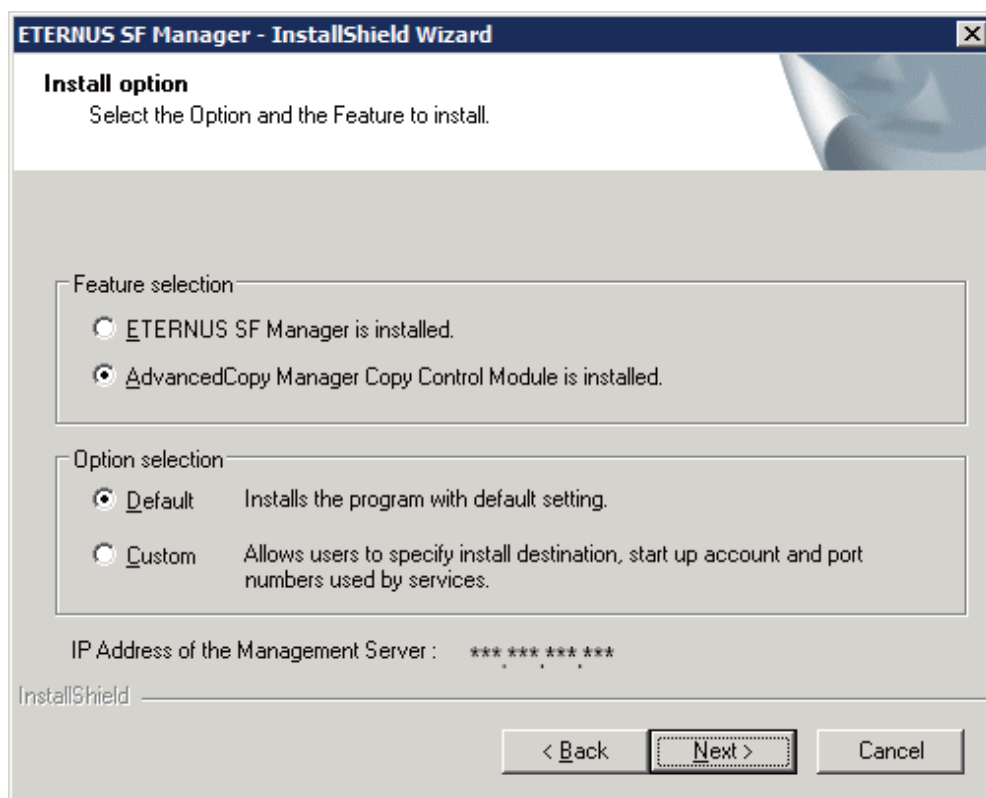 ETERNUS SF Manager - InstallShield Wizard
Install option
Select the Option and the Feature to install.
Feature selection
ETERNUS SF Manager is installed.
AdvancedCopy Manager Copy Control Module is installed.
Option selection
Default Installs the program with default setting.
Custom Allows users to specify install destination, start up account and port
numbers used by services.
IP Address of the Management Server : ***.***.***.***
InstallShield
< Back Next > Cancel